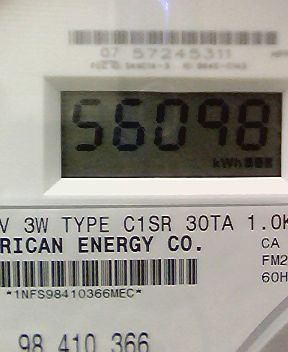 07 57245311
56098
kWh
V 3W TYPE C1SR 30TA 1.0K
RICAN ENERGY CO.
CA
FM2
60H
*1NFS98410366MEC*
98 410 366